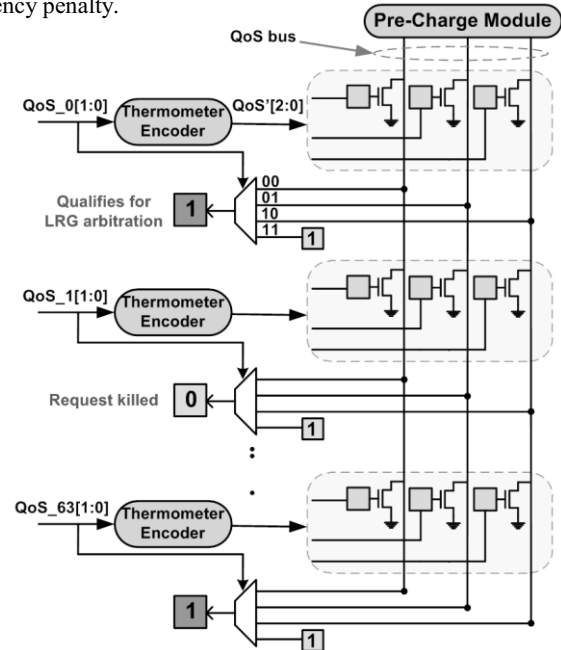 ency penalty.
Pre-Charge Module
QoS bus
QoS_0[1:0]
Thermometer
Encoder
QoS'[2:0]
00
01
10
11
1
Qualifies for
LRG arbitration
1
QoS_1[1:0]
Thermometer
Encoder
Request killed
0
1
:
.
QoS_63[1:0]
Thermometer
Encoder
1
1